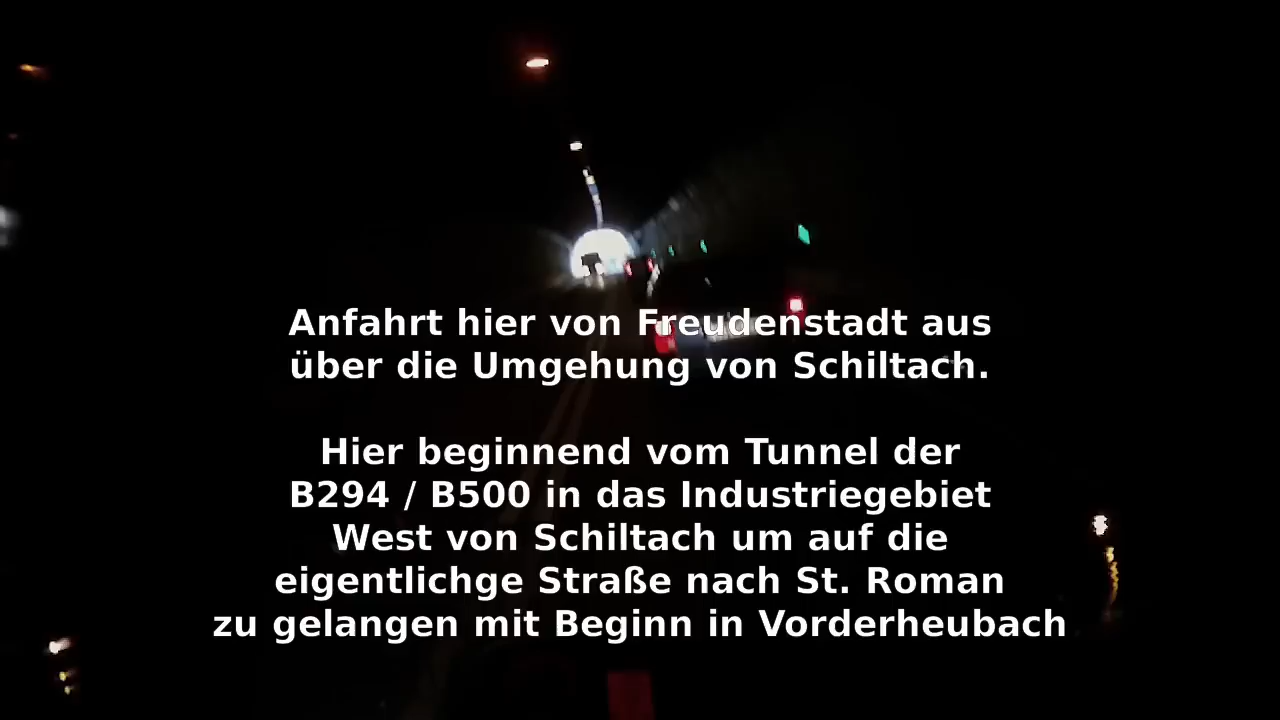 Anfahrt hier von Freudenstadt aus
über die Umgehung von Schiltach.
Hier beginnend vom Tunnel der
B294 / B500 in das Industriegebiet
West von Schiltach um auf die
eigentlichge Straße nach St. Roman
zu gelangen mit Beginn in Vorderheubach